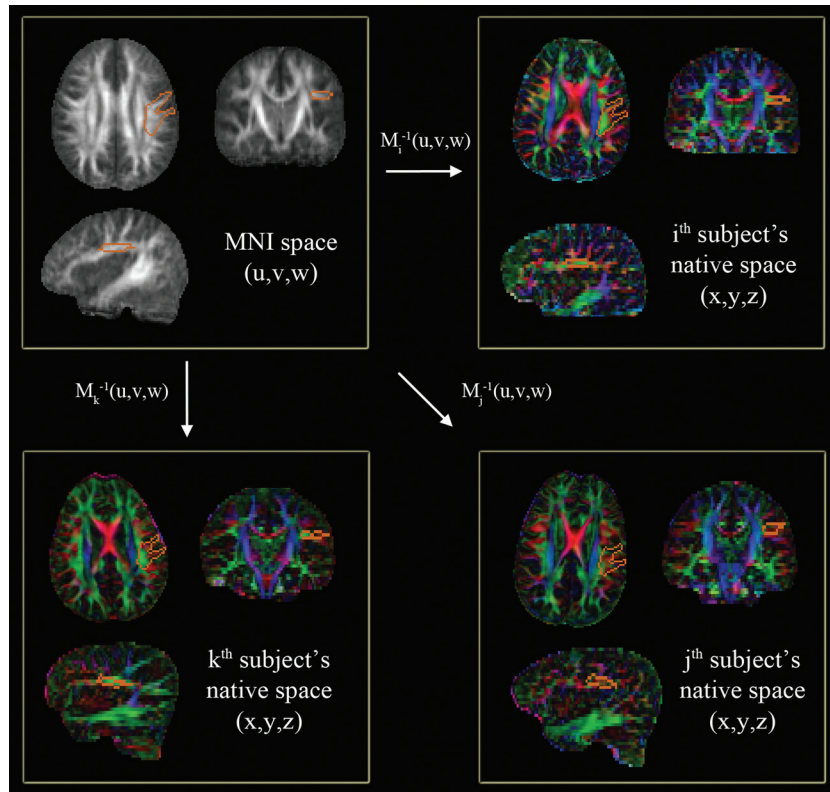 MNI space
(u,v,w)
M_i^-1(u,v,w)
i^th subject's
native space
(x,y,z)
M_k^-1(u,v,w)
M_j^-1(u,v,w)
k^th subject's
native space
(x,y,z)
j^th subject's
native space
(x,y,z)